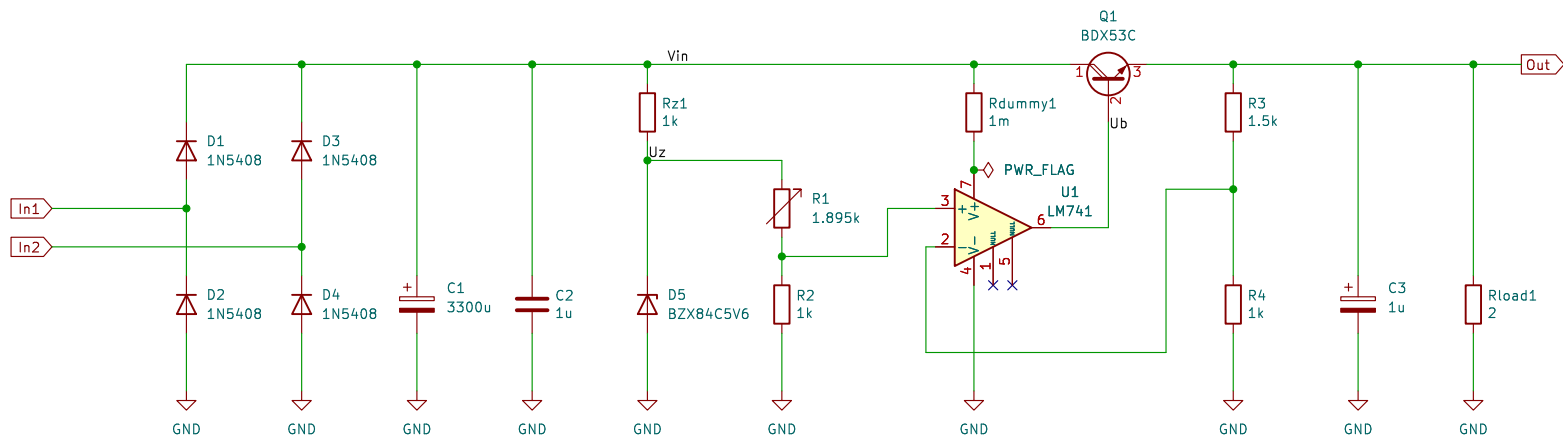 Q1
BDX53C
Vin
1
3
2
Ub
Out
D1
1N5408
D3
1N5408
Rz1
1k
Uz
Rdummy1
1m
R3
1.5k
PWR_FLAG
U1
LM741
7
V+
3
+
2
-
6
V-
4
NULL
1
NULL
5
In1
In2
R1
1.895k
D2
1N5408
D4
1N5408
+
C1
3300u
C2
1u
D5
BZX84C5V6
R2
1k
R4
1k
+
C3
1u
Rload1
2
GND
GND
GND
GND
GND
GND
GND
GND
GND
GND